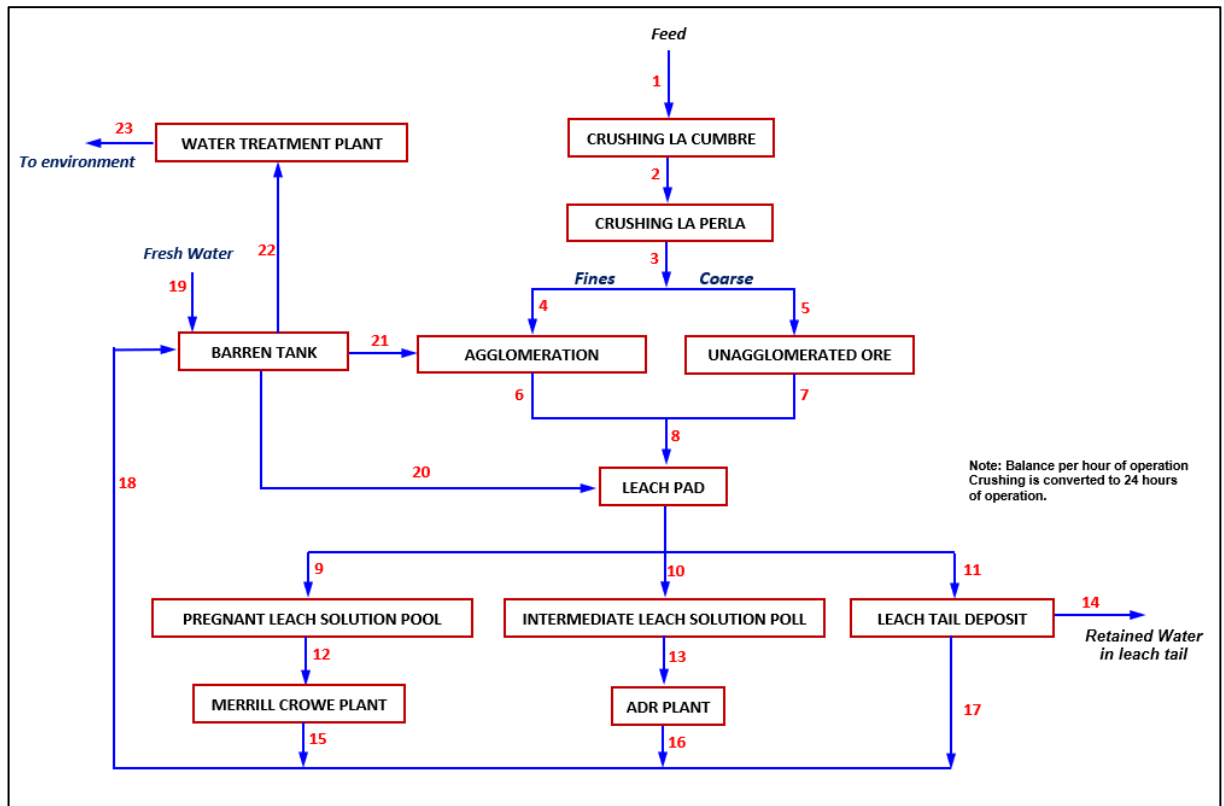 Feed
1
23
WATER TREATMENT PLANT
CRUSHING LA CUMBRE
To environment
2
CRUSHING LA PERLA
Fresh Water
22
3
19
Fines
Coarse
4
5
BARREN TANK
21
AGGLOMERATION
UNAGGLOMERATED ORE
6
7
8
18
20
LEACH PAD
Note: Balance per hour of operation
Crushing is converted to 24 hours
of operation.
9
10
11
PREGNANT LEACH SOLUTION POOL
INTERMEDIATE LEACH SOLUTION POLL
LEACH TAIL DEPOSIT
14
Retained Water
in leach tail
12
13
MERRILL CROWE PLANT
ADR PLANT
17
15
16